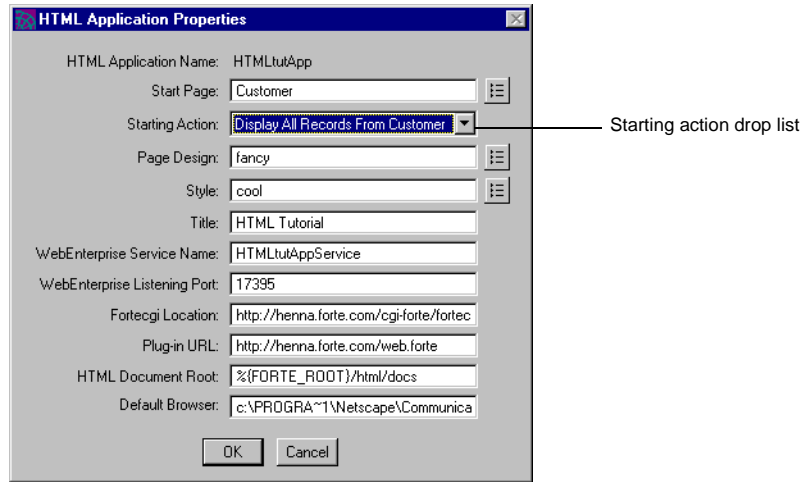 HTML Application Properties
HTML Application Name: HTMLtutApp
Start Page: Customer
Starting Action: Display All Records From Customer
Starting action drop list
Page Design: fancy
Style: cool
Title: HTML Tutorial
WebEnterprise Service Name: HTMLtutAppService
WebEnterprise Listening Port: 17395
Fortecgi Location: http://henna.forte.com/cgi-forte/fortec
Plug-in URL: http://henna.forte.com/web.forte
HTML Document Root: %{FORTE_ROOT}/html/docs
Default Browser: c:\PROGRA~1\Netscape\Communica
OK Cancel